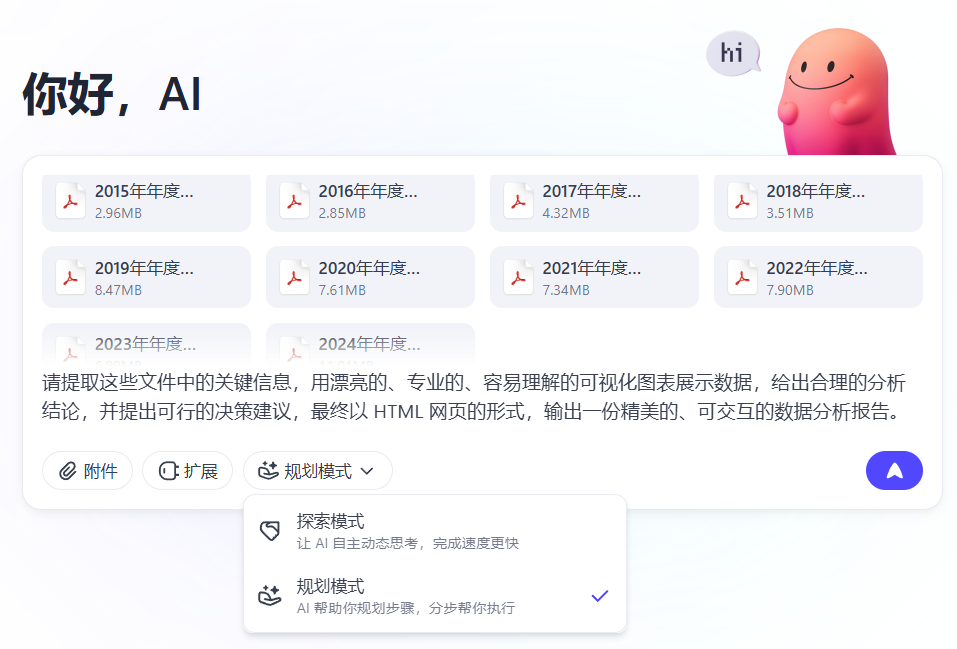 hi
你好，AI
2015年年度...
2.96MB
2016年年度...
2.85MB
2017年年度...
4.32MB
2018年年度...
3.51MB
2019年年度...
8.47MB
2020年年度...
7.61MB
2021年年度...
7.34MB
2022年年度...
7.90MB
2023年年度...
2024年年度...
请提取这些文件中的关键信息，用漂亮的、专业的、容易理解的可视化图表展示数据，给出合理的分析
结论，并提出可行的决策建议，最终以 HTML 网页的形式，输出一份精美的、可交互的数据分析报告。
附件
扩展
规划模式
探索模式
让 AI 自主动态思考，完成速度更快
规划模式
AI 帮助你规划步骤，分步帮你执行